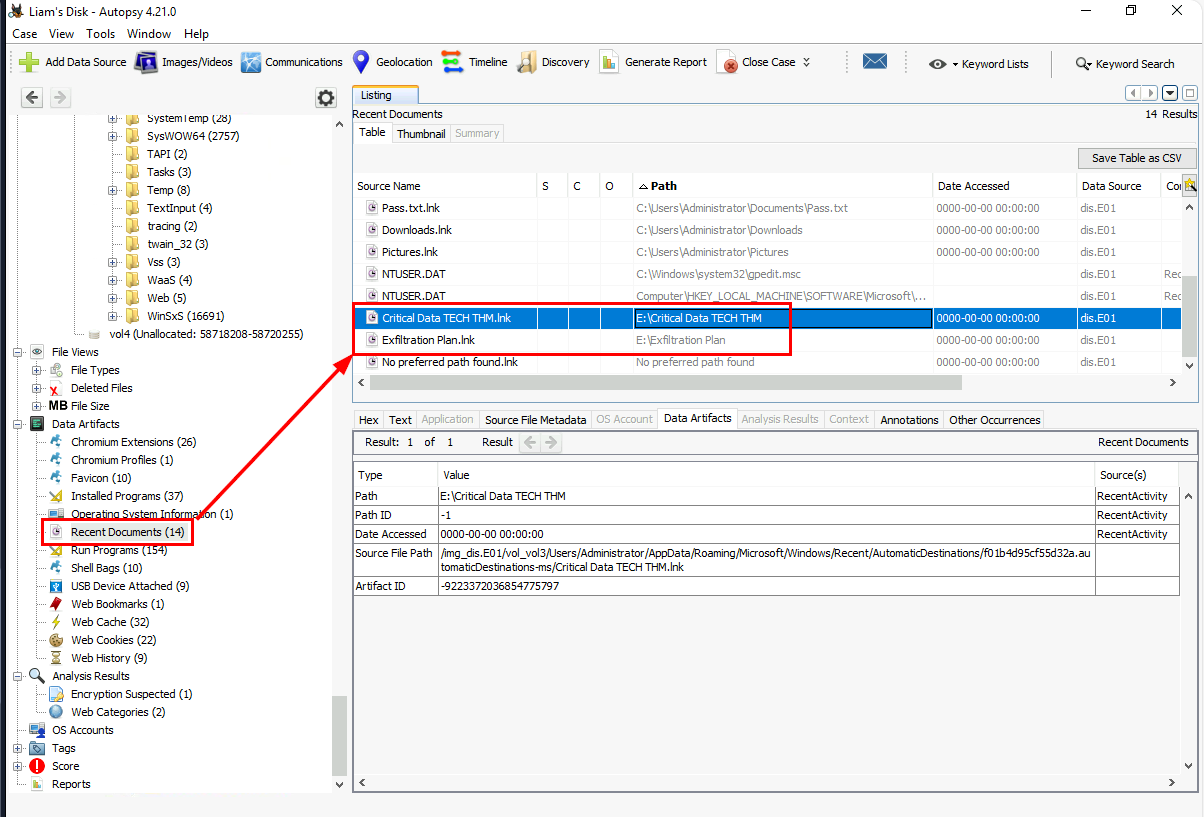 Liam's Disk - Autopsy 4.21.0
Case View Tools Window Help
Add Data Source Images/Videos Communications Geolocation Timeline Discovery Generate Report Close Case Keyword Lists Keyword Search
SystemTemp (28)
SysWOW64 (2757)
TAPI (2)
Tasks (3)
Temp (8)
TextInput (4)
tracing (2)
twain_32 (3)
Vss (3)
WaaS (4)
Web (5)
WinSxS (16691)
vol4 (Unallocated: 58718208-58720255)
File Views
File Types
Deleted Files
MB File Size
Data Artifacts
Chromium Extensions (26)
Chromium Profiles (1)
Favicon (10)
Installed Programs (37)
Operating System Information (1)
Recent Documents (14)
Run Programs (154)
Shell Bags (10)
USB Device Attached (9)
Web Bookmarks (1)
Web Cache (32)
Web Cookies (22)
Web History (9)
Analysis Results
Encryption Suspected (1)
Web Categories (2)
OS Accounts
Tags
Score
Reports
Listing
Recent Documents 14 Results
Table Thumbnail Summary
Save Table as CSV
Source Name S C O Path Date Accessed Data Source Co
Pass.txt.lnk C:\Users\Administrator\Documents\Pass.txt 0000-00-00 00:00:00 dis.E01
Downloads.lnk C:\Users\Administrator\Downloads 0000-00-00 00:00:00 dis.E01
Pictures.lnk C:\Users\Administrator\Pictures 0000-00-00 00:00:00 dis.E01
NTUSER.DAT C:\Windows\system32\gpedit.msc dis.E01 Rec
NTUSER.DAT Computer\HKEY_LOCAL_MACHINE\SOFTWARE\Microsoft\... dis.E01 Rec
Critical Data TECH THM.lnk E:\Critical Data TECH THM 0000-00-00 00:00:00 dis.E01
Exfiltration Plan.lnk E:\Exfiltration Plan 0000-00-00 00:00:00 dis.E01
No preferred path found.lnk No preferred path found 0000-00-00 00:00:00 dis.E01
Hex Text Application Source File Metadata OS Account Data Artifacts Analysis Results Context Annotations Other Occurrences
Result: 1 of 1 Result Recent Documents
Type Value Source(s)
Path E:\Critical Data TECH THM RecentActivity
Path ID -1 RecentActivity
Date Accessed 0000-00-00 00:00:00 RecentActivity
Source File Path /img_dis.E01/vol_vol3/Users/Administrator/AppData/Roaming/Microsoft/Windows/Recent/AutomaticDestinations/f01b4d95cf55d32a.au
tomaticDestinations-ms/Critical Data TECH THM.lnk
Artifact ID -9223372036854775797